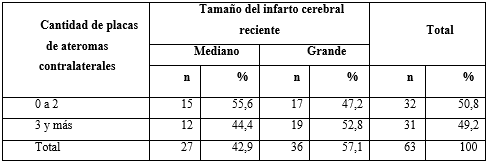 Cantidad de placas de ateromas contralaterales
Tamaño del infarto cerebral reciente
Total
Mediano Grande
n % n % n %
0 a 2 15 55,6 17 47,2 32 50,8
3 y más 12 44,4 19 52,8 31 49,2
Total 27 42,9 36 57,1 63 100